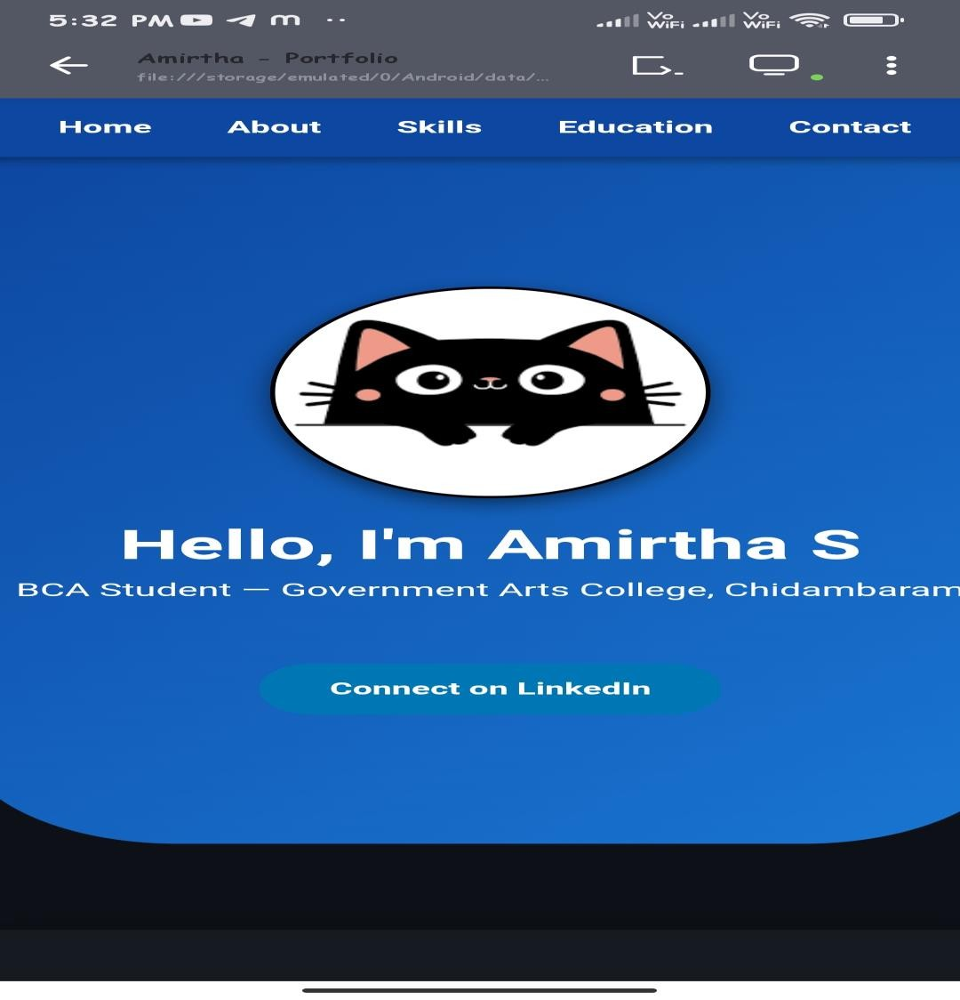 5:32 PM
Vo WiFi Vo WiFi
Amirtha - Portfolio
file:///storage/emulated/0/Android/data/...
Home About Skills Education Contact
Hello, I'm Amirtha S
BCA Student — Government Arts College, Chidambaram
Connect on LinkedIn